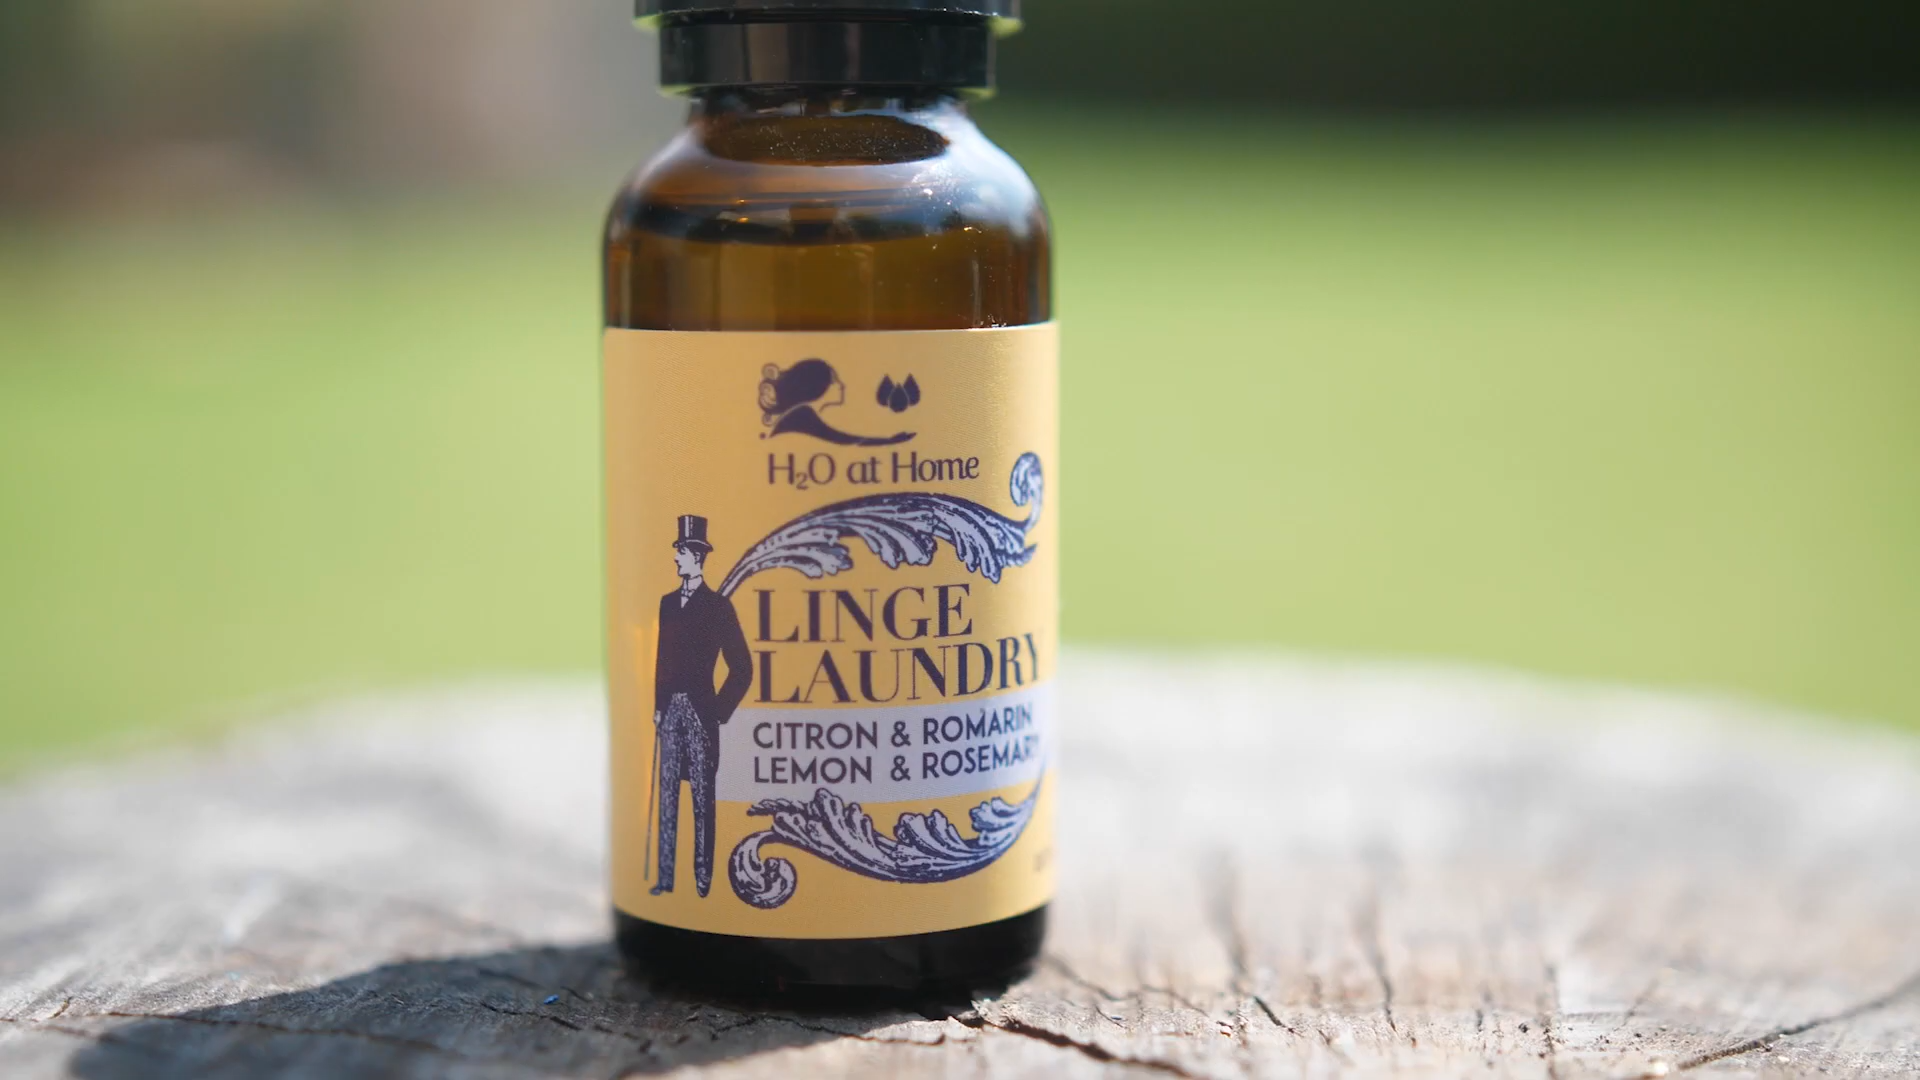 H₂O at Home
LINGE
LAUNDRY
CITRON & ROMARIN
LEMON & ROSEMARY